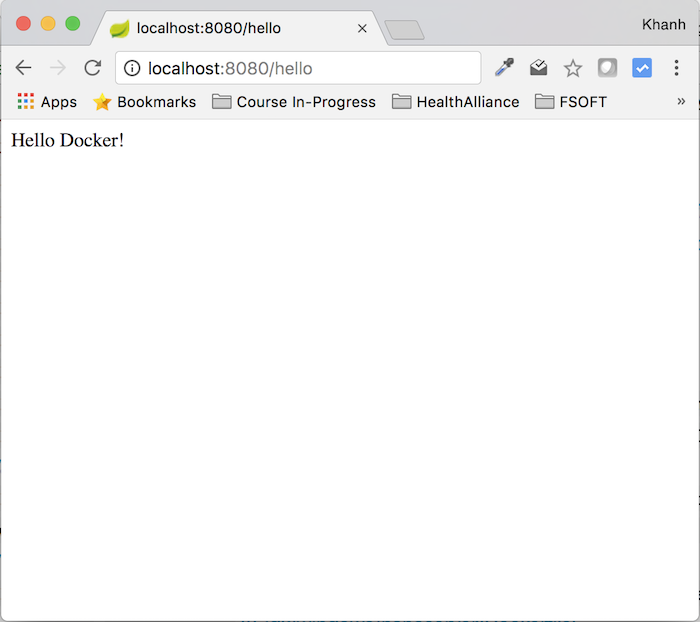 localhost:8080/hello
Khanh
localhost:8080/hello
Apps Bookmarks Course In-Progress HealthAlliance FSOFT »
Hello Docker!